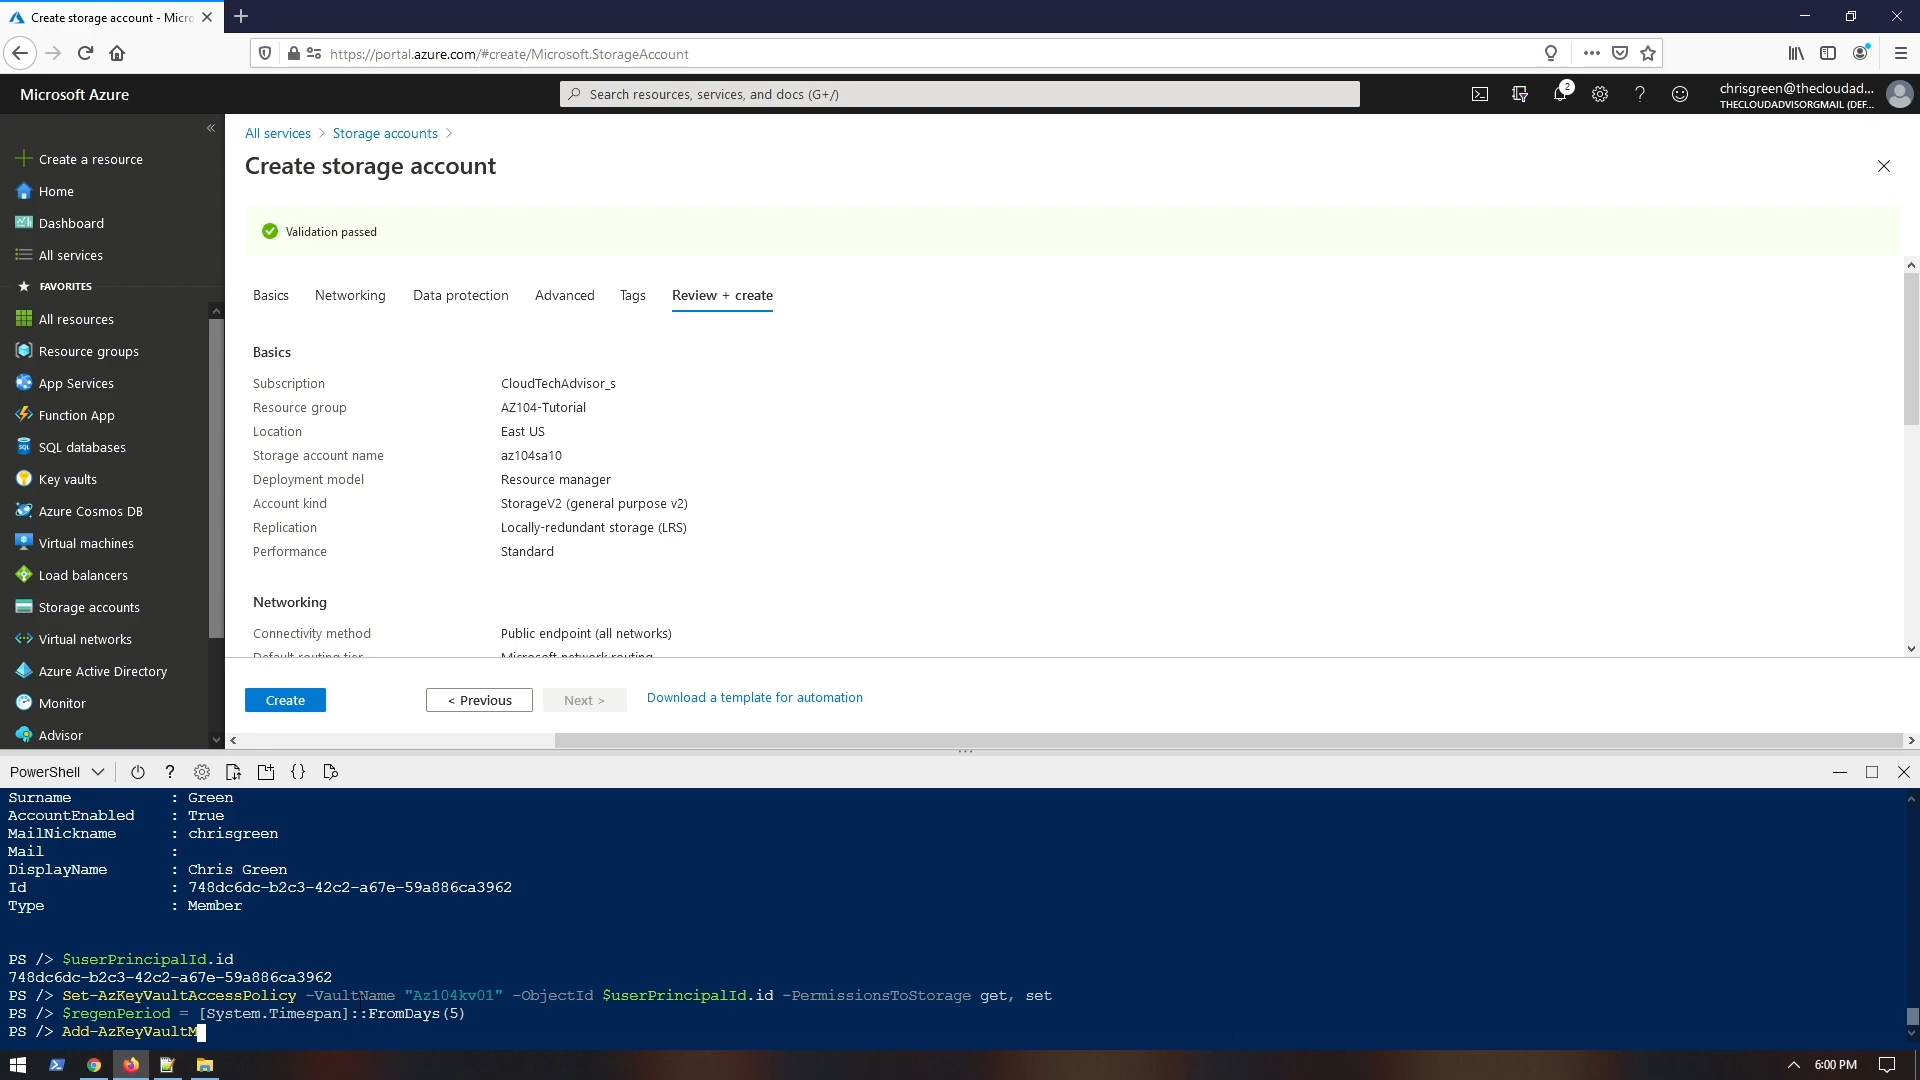 Create storage account - Micro
https://portal.azure.com/#create/Microsoft.StorageAccount
Microsoft Azure
Search resources, services, and docs (G+/)
2
chrisgreen@thecloudad...
THECLOUDADVISORGMAIL (DEF...
Create a resource
Home
Dashboard
All services
FAVORITES
All resources
Resource groups
App Services
Function App
SQL databases
Key vaults
Azure Cosmos DB
Virtual machines
Load balancers
Storage accounts
Virtual networks
Azure Active Directory
Monitor
Advisor
All services > Storage accounts >
Create storage account
Validation passed
Basics Networking Data protection Advanced Tags Review + create
Basics
Subscription CloudTechAdvisor_s
Resource group AZ104-Tutorial
Location East US
Storage account name az104sa10
Deployment model Resource manager
Account kind StorageV2 (general purpose v2)
Replication Locally-redundant storage (LRS)
Performance Standard
Networking
Connectivity method Public endpoint (all networks)
Default routing tier Microsoft network routing
Create < Previous Next > Download a template for automation
PowerShell
Surname : Green
AccountEnabled : True
MailNickname : chrisgreen
Mail :
DisplayName : Chris Green
Id : 748dc6dc-b2c3-42c2-a67e-59a886ca3962
Type : Member
PS /> $userPrincipalId.id
748dc6dc-b2c3-42c2-a67e-59a886ca3962
PS /> Set-AzKeyVaultAccessPolicy -VaultName "Az104kv01" -ObjectId $userPrincipalId.id -PermissionsToStorage get, set
PS /> $regenPeriod = [System.Timespan]::FromDays(5)
PS /> Add-AzKeyVaultM
6:00 PM